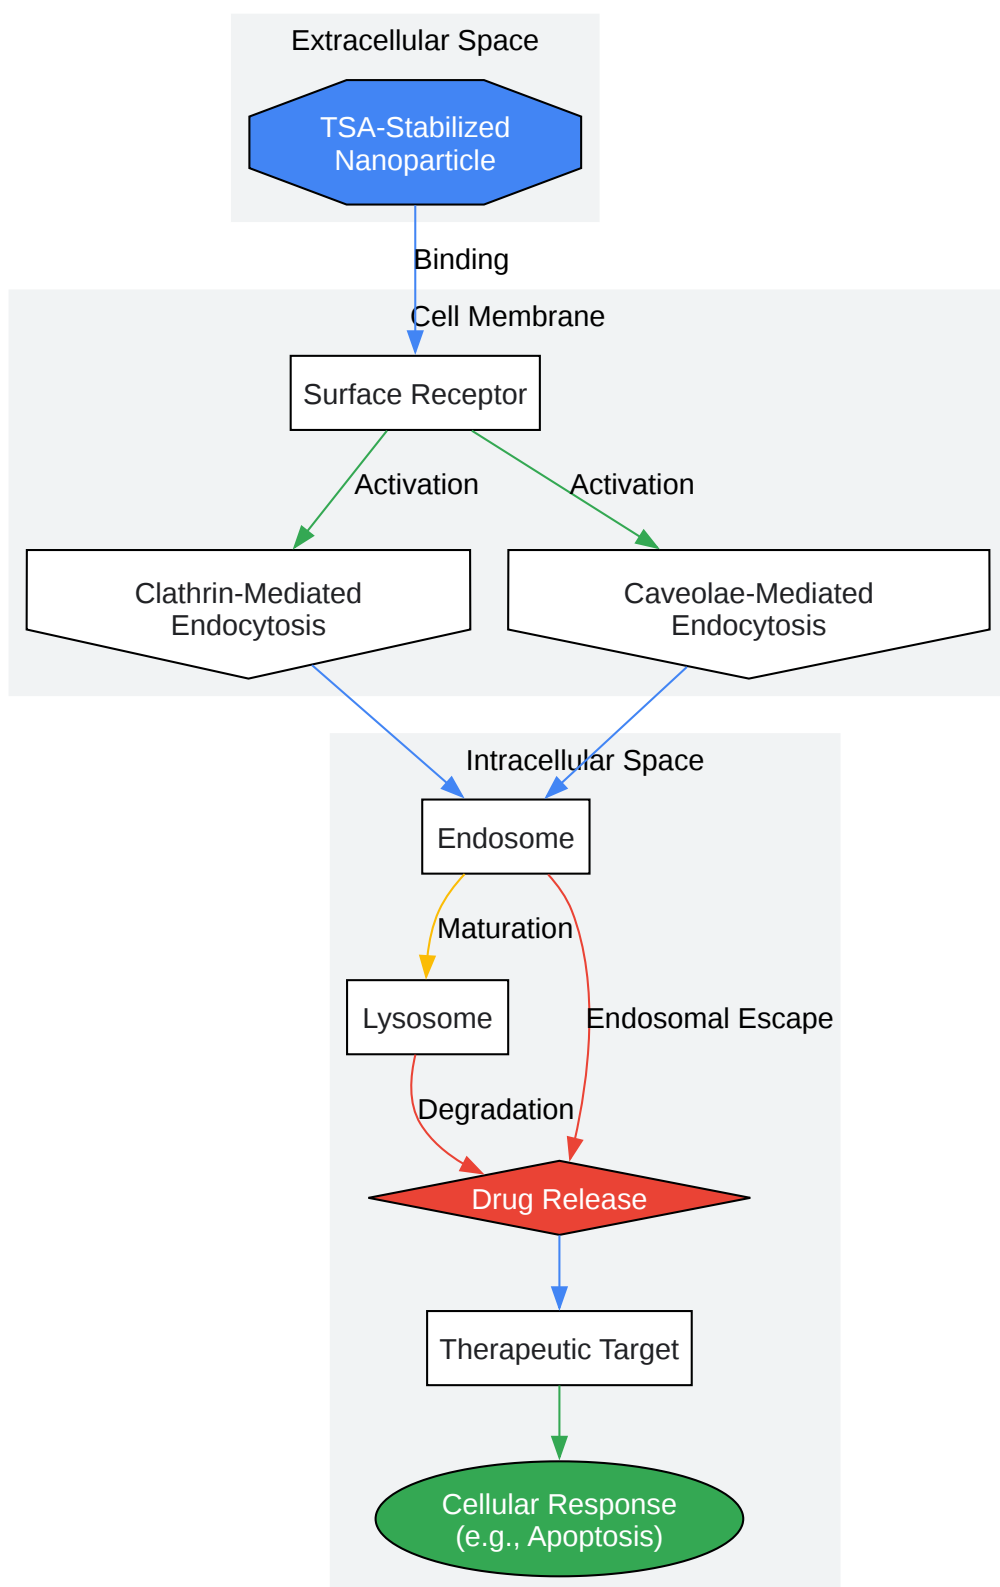 Extracellular Space
TSA-Stabilized
Nanoparticle
Binding
Cell Membrane
Surface Receptor
Activation
Activation
Clathrin-Mediated
Endocytosis
Caveolae-Mediated
Endocytosis
Intracellular Space
Endosome
Maturation
Lysosome
Endosomal Escape
Degradation
Drug Release
Therapeutic Target
Cellular Response
(e.g., Apoptosis)